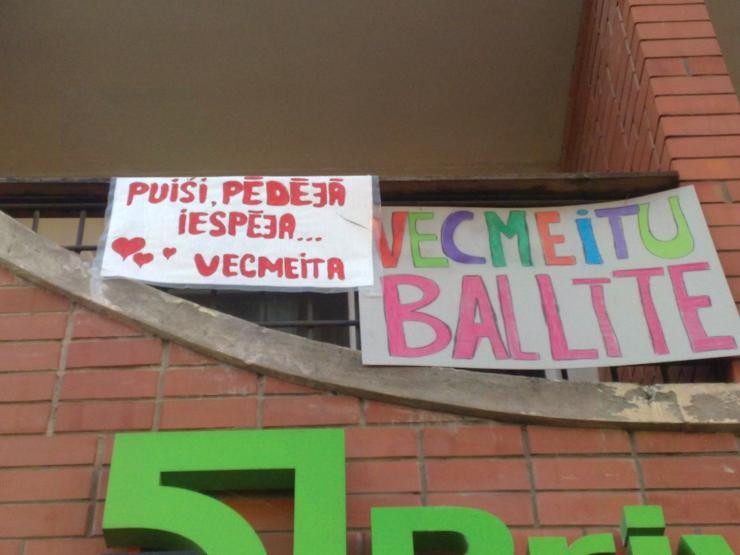 PUIŠI, PĒDĒJĀ
IESPĒJA...
VECMEITA
VECMEITU
BALLĪTE